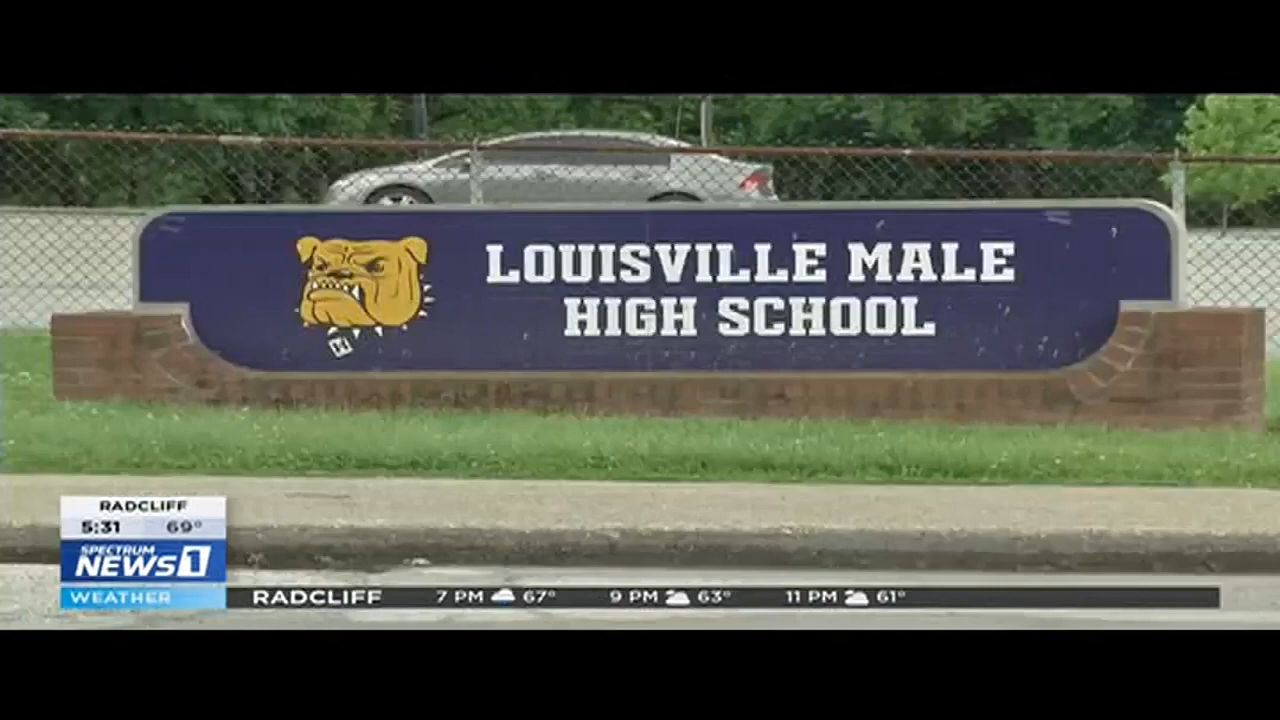 LOUISVILLE MALE
HIGH SCHOOL
H
RADCLIFF
5:31 69°
SPECTRUM
NEWS 1
WEATHER
RADCLIFF 7 PM 67° 9 PM 63° 11 PM 61°